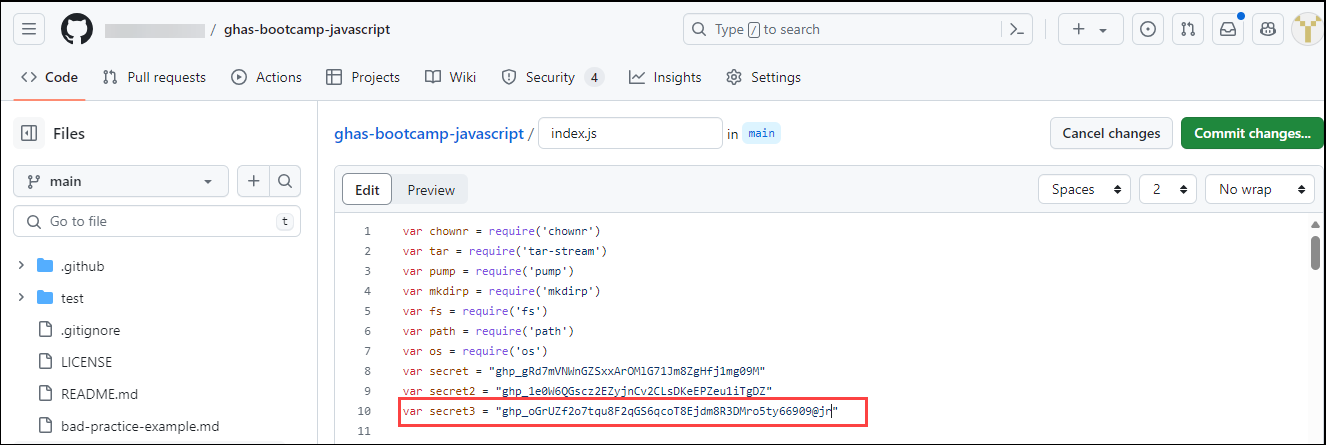 / ghas-bootcamp-javascript
Type / to search
Code
Pull requests
Actions
Projects
Wiki
Security 4
Insights
Settings
Files
ghas-bootcamp-javascript / index.js in main
Cancel changes
Commit changes...
main
Edit
Preview
Spaces
2
No wrap
Go to file
t
.github
test
.gitignore
LICENSE
README.md
bad-practice-example.md
1 var chownr = require('chownr')
2 var tar = require('tar-stream')
3 var pump = require('pump')
4 var mkdirp = require('mkdirp')
5 var fs = require('fs')
6 var path = require('path')
7 var os = require('os')
8 var secret = "ghp_gRd7mVNWnGZSxxArOM1G71Jm8ZgHfj1mg09M"
9 var secret2 = "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"
10 var secret3 = "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ty66909@jn"
11